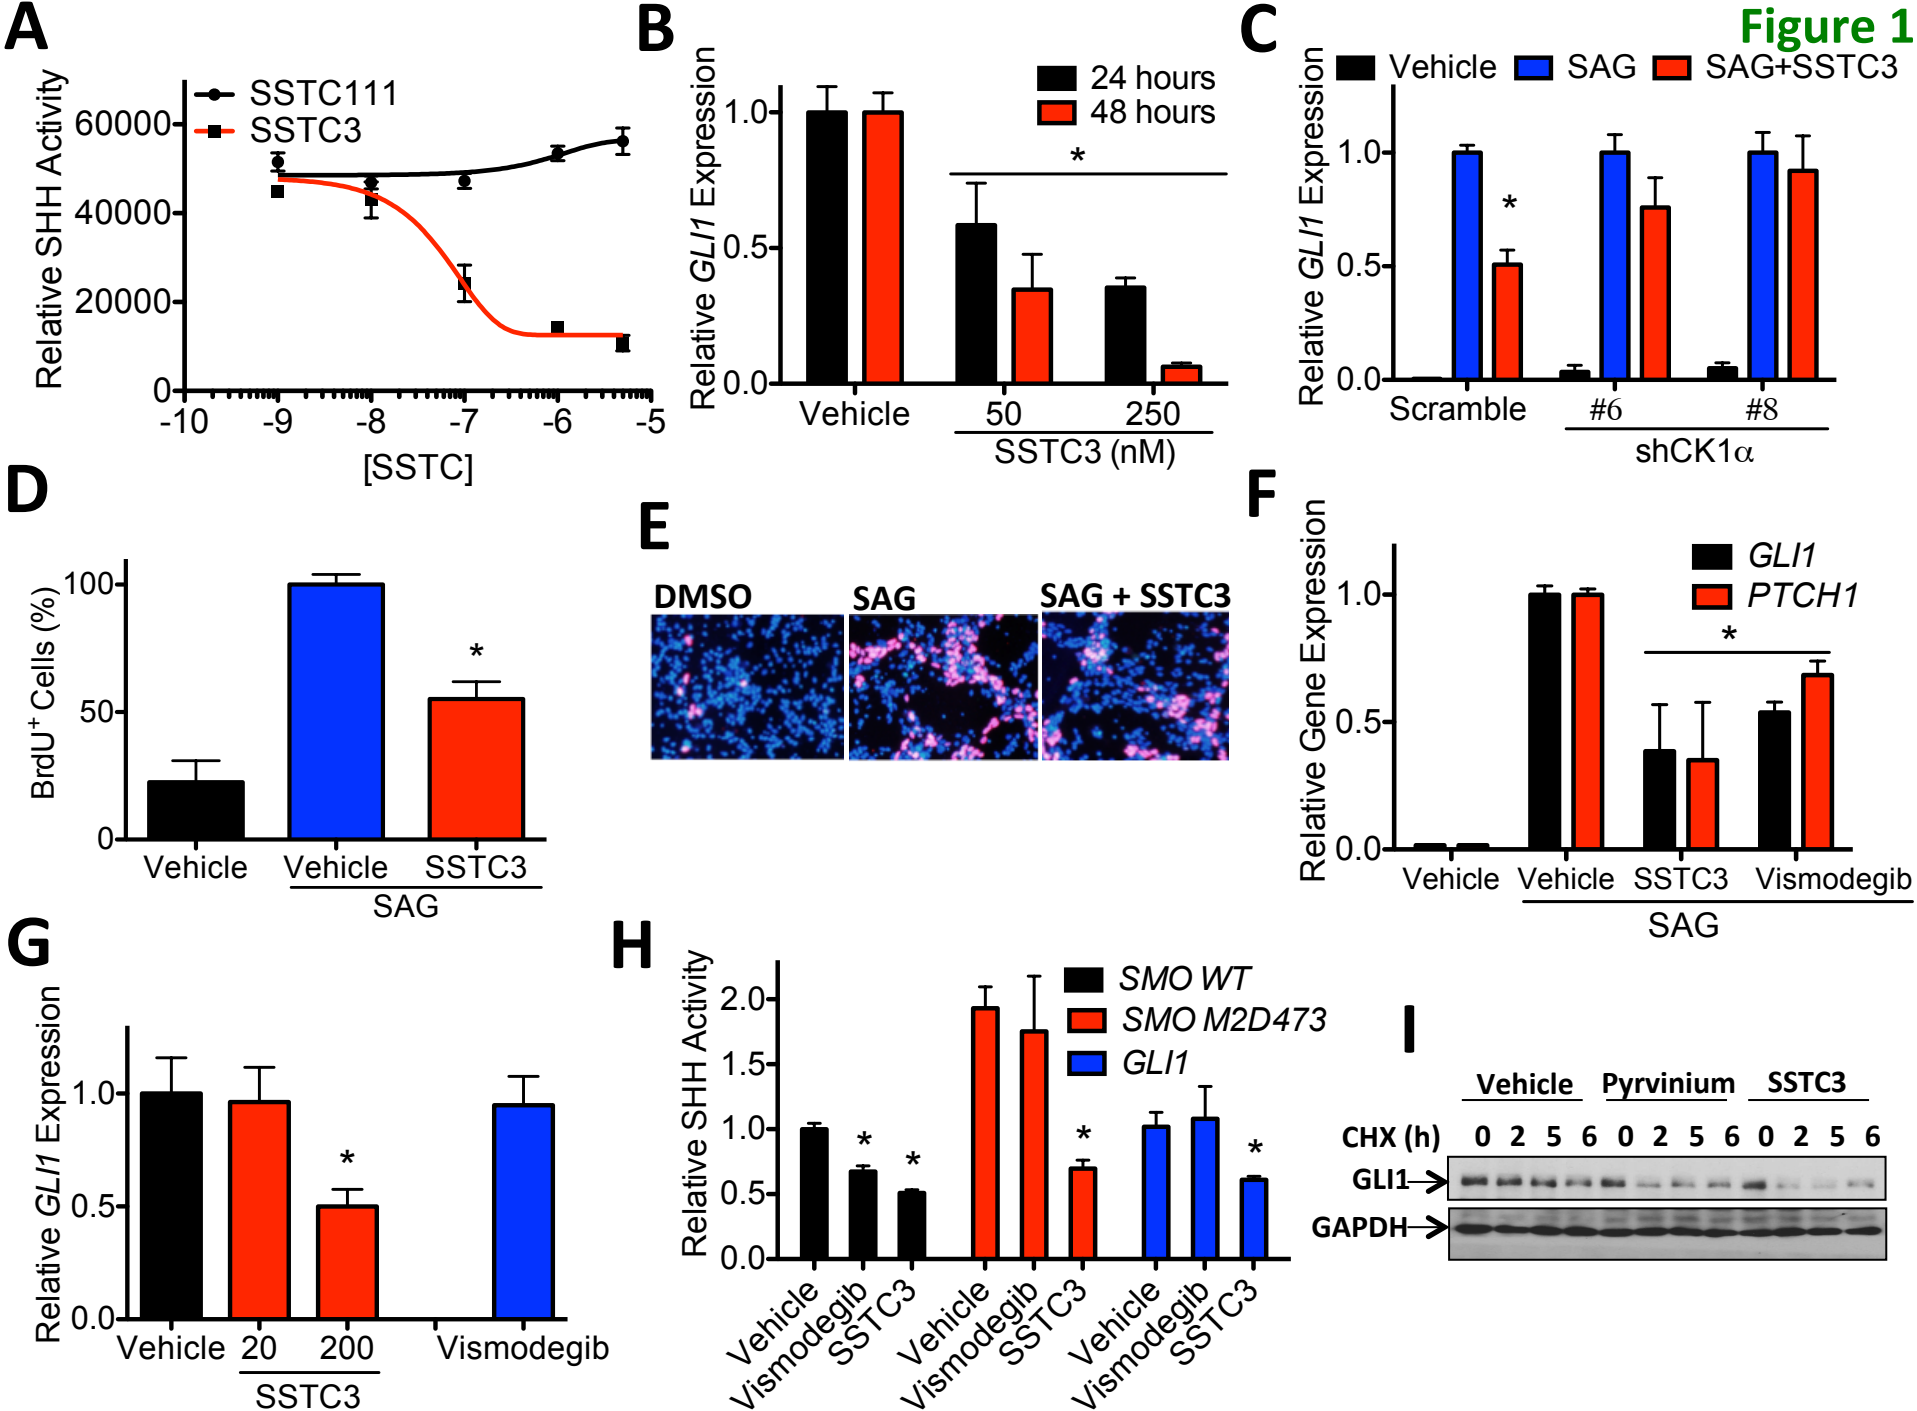 Figure 1
A
SSTC111
SSTC3
Relative SHH Activity
60000
40000
20000
0
-10 -9 -8 -7 -6 -5
[SSTC]
B
24 hours
48 hours
*
Relative GLI1 Expression
1.0
0.5
0.0
Vehicle 50 250
SSTC3 (nM)
C
Vehicle SAG SAG+SSTC3
*
Relative GLI1 Expression
1.0
0.5
0.0
Scramble #6 #8
shCK1α
D
BrdU+ Cells (%)
100
50
0
*
Vehicle Vehicle SSTC3
SAG
E
DMSO SAG SAG + SSTC3
F
GLI1
PTCH1
*
Relative Gene Expression
1.0
0.5
0.0
Vehicle Vehicle SSTC3 Vismodegib
SAG
G
Relative GLI1 Expression
1.0
0.5
0.0
*
Vehicle 20 200 Vismodegib
SSTC3
H
SMO WT
SMO M2D473
GLI1
Relative SHH Activity
2.0
1.5
1.0
0.5
0.0
* * * *
Vehicle Vismodegib SSTC3 Vehicle Vismodegib SSTC3 Vehicle Vismodegib SSTC3
I
Vehicle Pyrvinium SSTC3
CHX (h) 0 2 5 6 0 2 5 6 0 2 5 6
GLI1
GAPDH